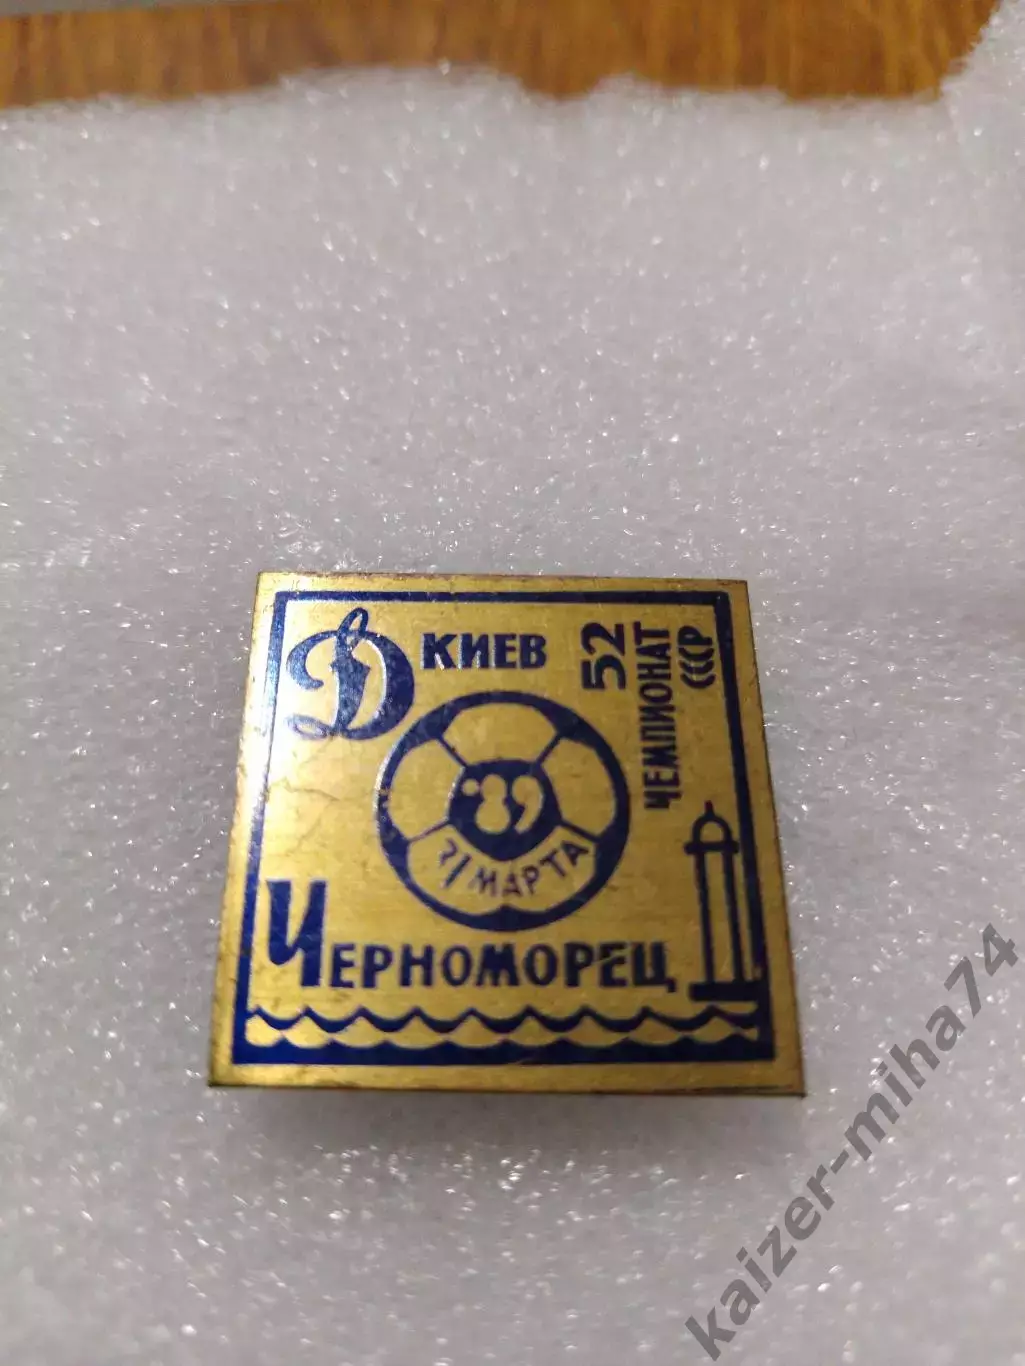 Д КИЕВ
52
ЧЕМПИОНАТ
СССР
'89
21 МАРТА
ЧЕРНОМОРЕЦ
kaizer-miha74